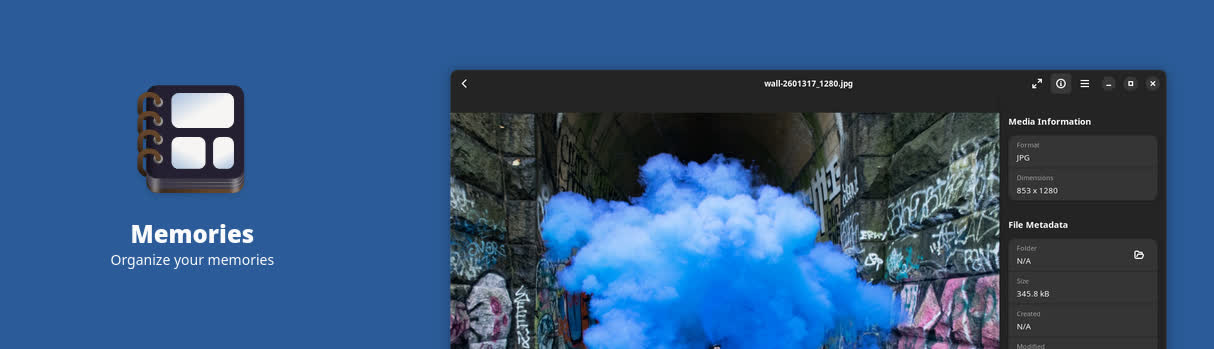 Memories
Organize your memories
wall-2601317_1280.jpg
Media Information
Format
JPG
Dimensions
853 x 1280
File Metadata
Folder
N/A
Size
345.8 kB
Created
N/A
Modified